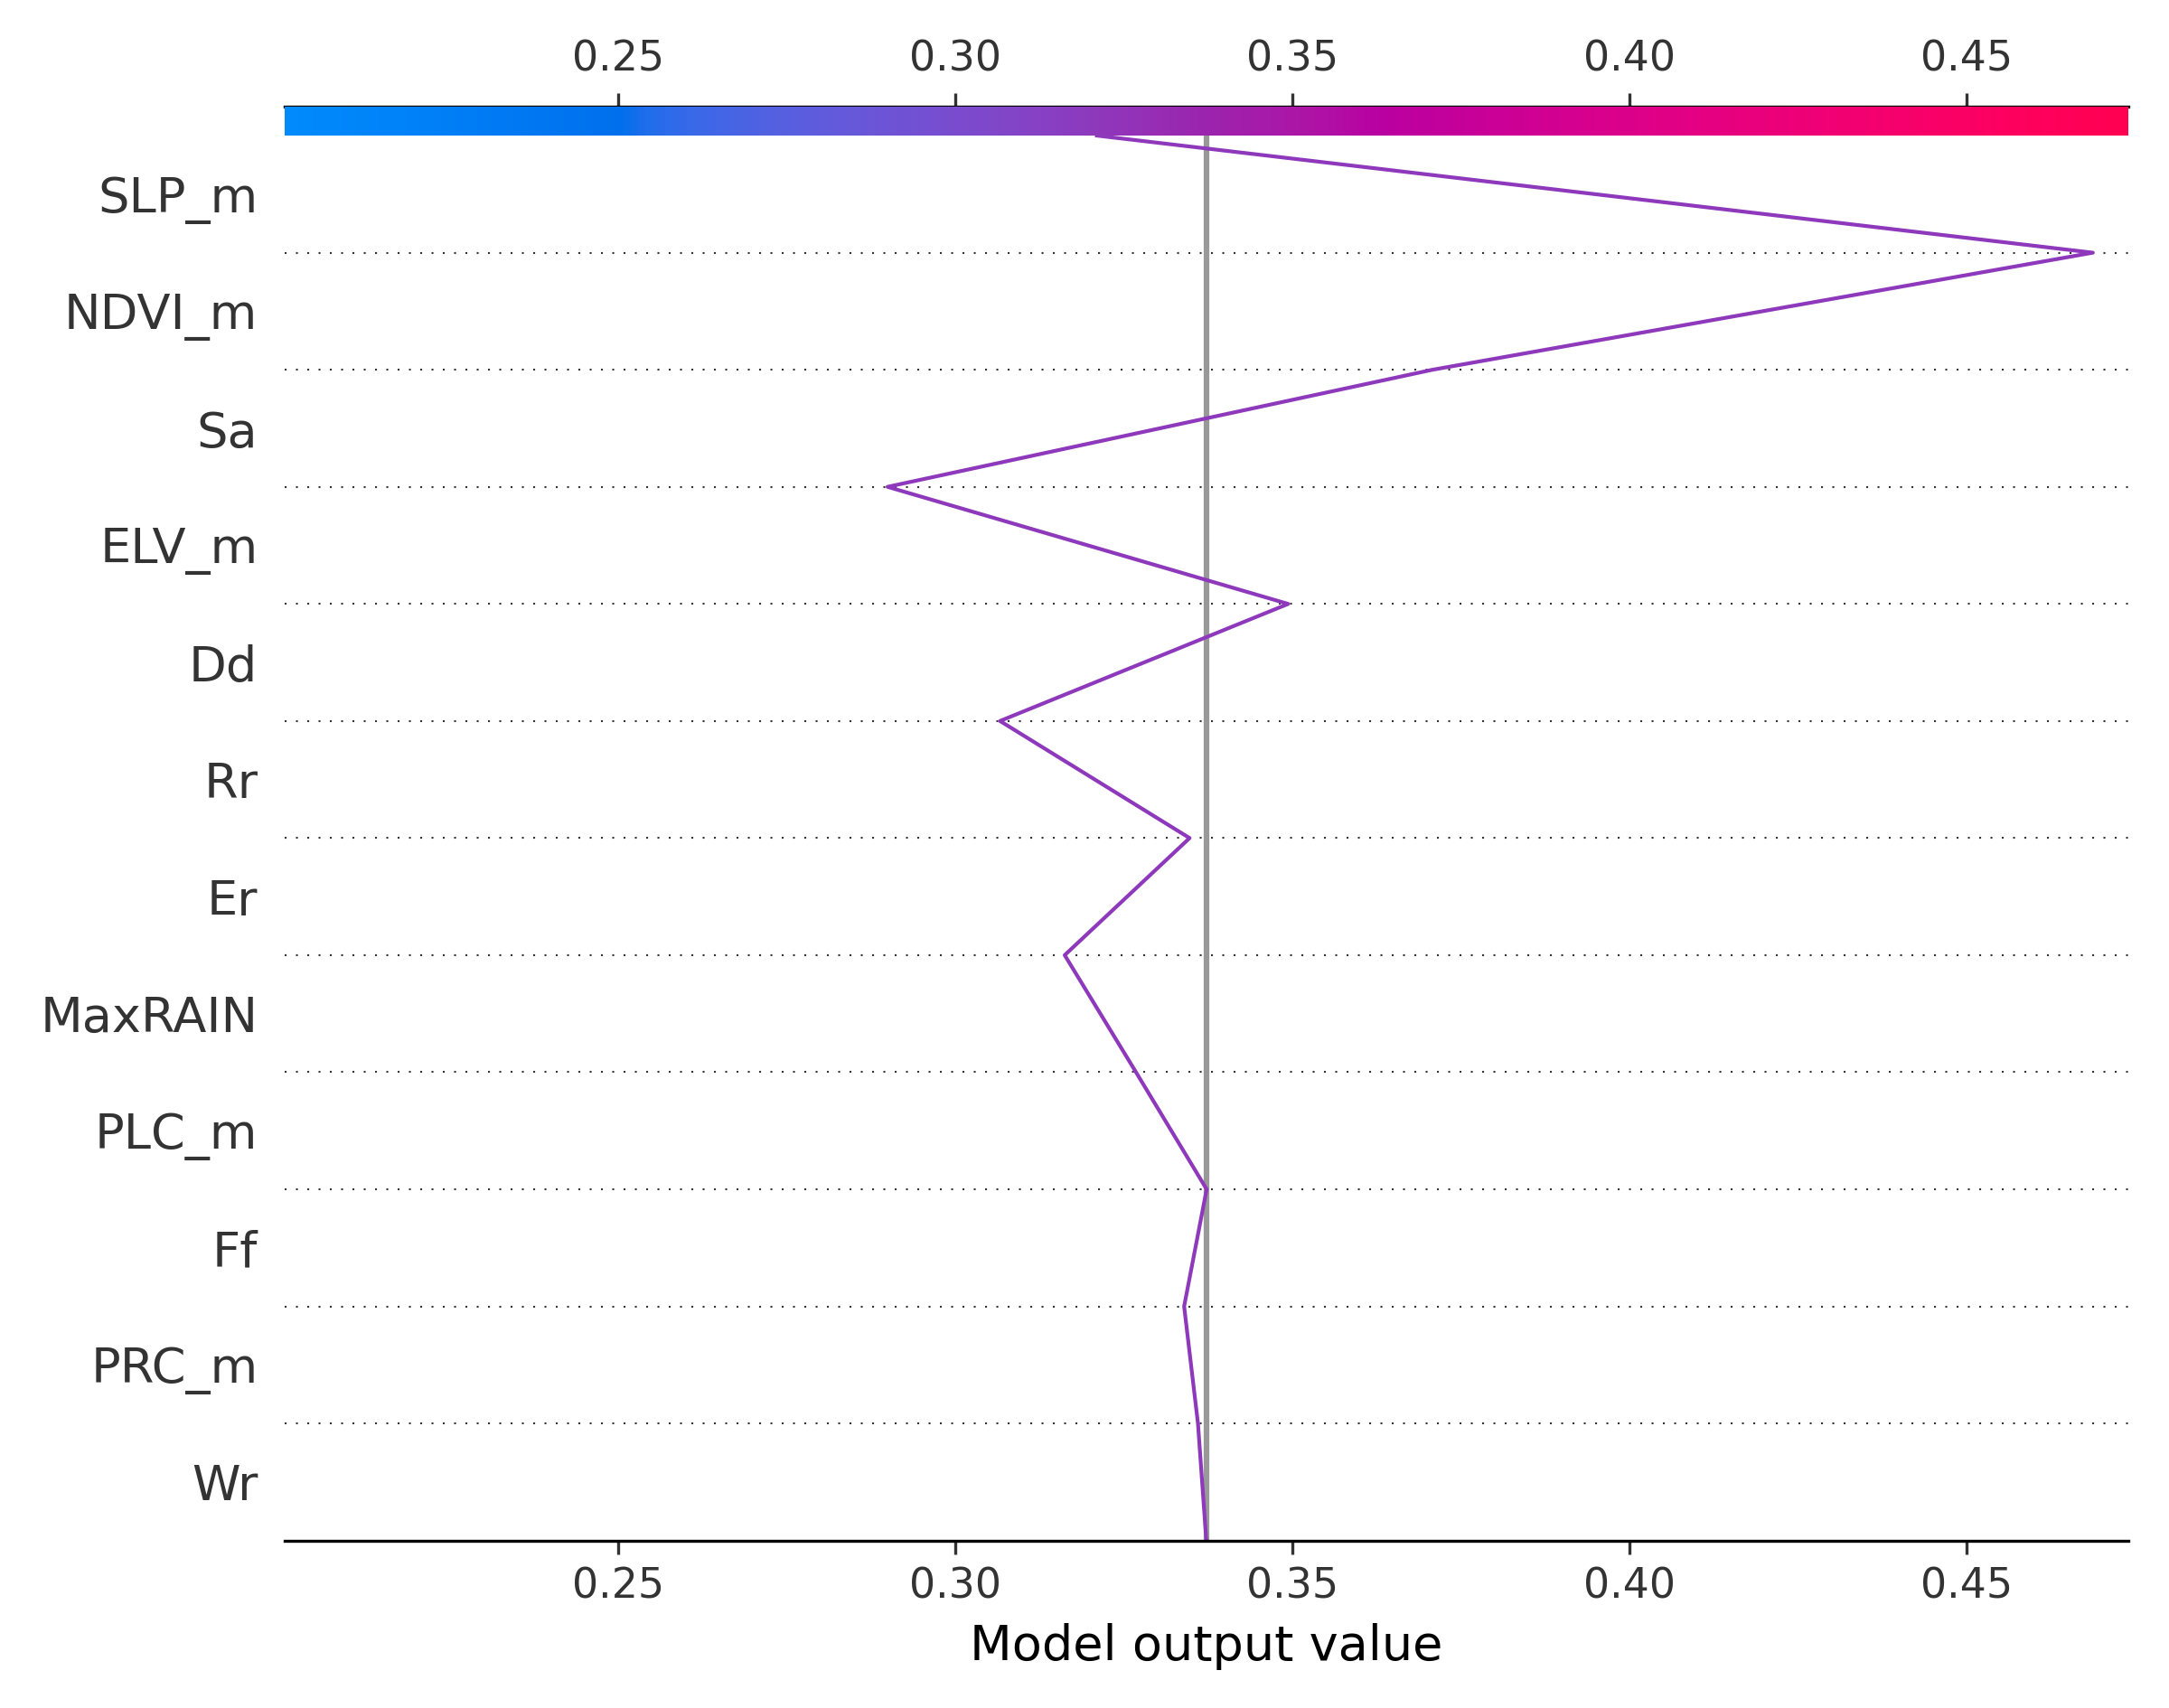 0.25 0.30 0.35 0.40 0.45
SLP_m
NDVI_m
Sa
ELV_m
Dd
Rr
Er
MaxRAIN
PLC_m
Ff
PRC_m
Wr
0.25 0.30 0.35 0.40 0.45
Model output value